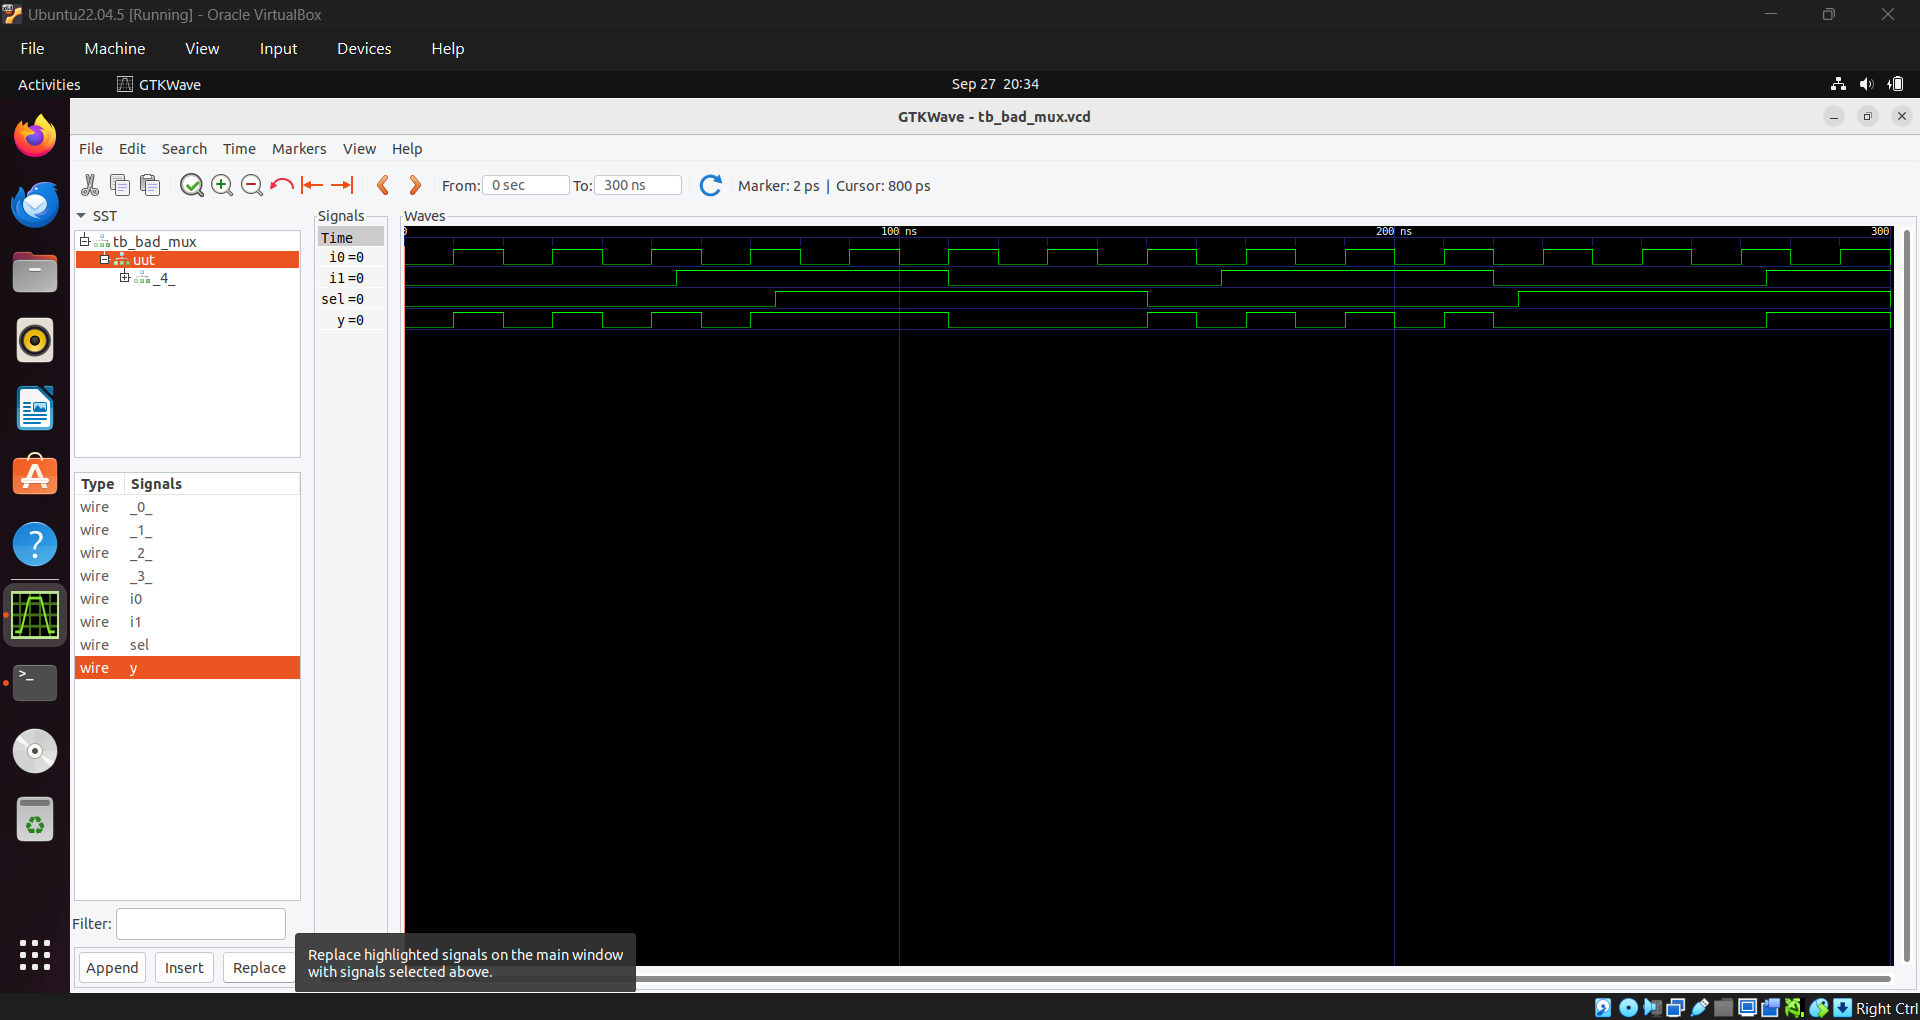 Ubuntu22.04.5 [Running] - Oracle VirtualBox
File Machine View Input Devices Help
Activities GTKWave Sep 27 20:34
GTKWave - tb_bad_mux.vcd
File Edit Search Time Markers View Help
From: 0 sec To: 300 ns Marker: 2 ps | Cursor: 800 ps
SST
tb_bad_mux
uut
_4_
Type Signals
wire _0_
wire _1_
wire _2_
wire _3_
wire i0
wire i1
wire sel
wire y
Filter:
Append Insert Replace
Signals
Time
i0=0
i1=0
sel=0
y=0
Waves
100 ns 200 ns 300
Replace highlighted signals on the main window
with signals selected above.
Right Ctrl